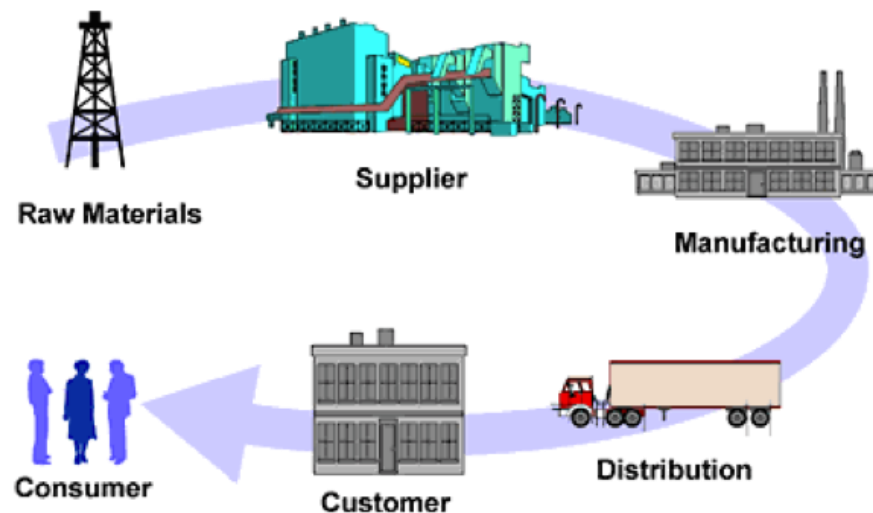 Raw Materials
Supplier
Manufacturing
Distribution
Customer
Consumer